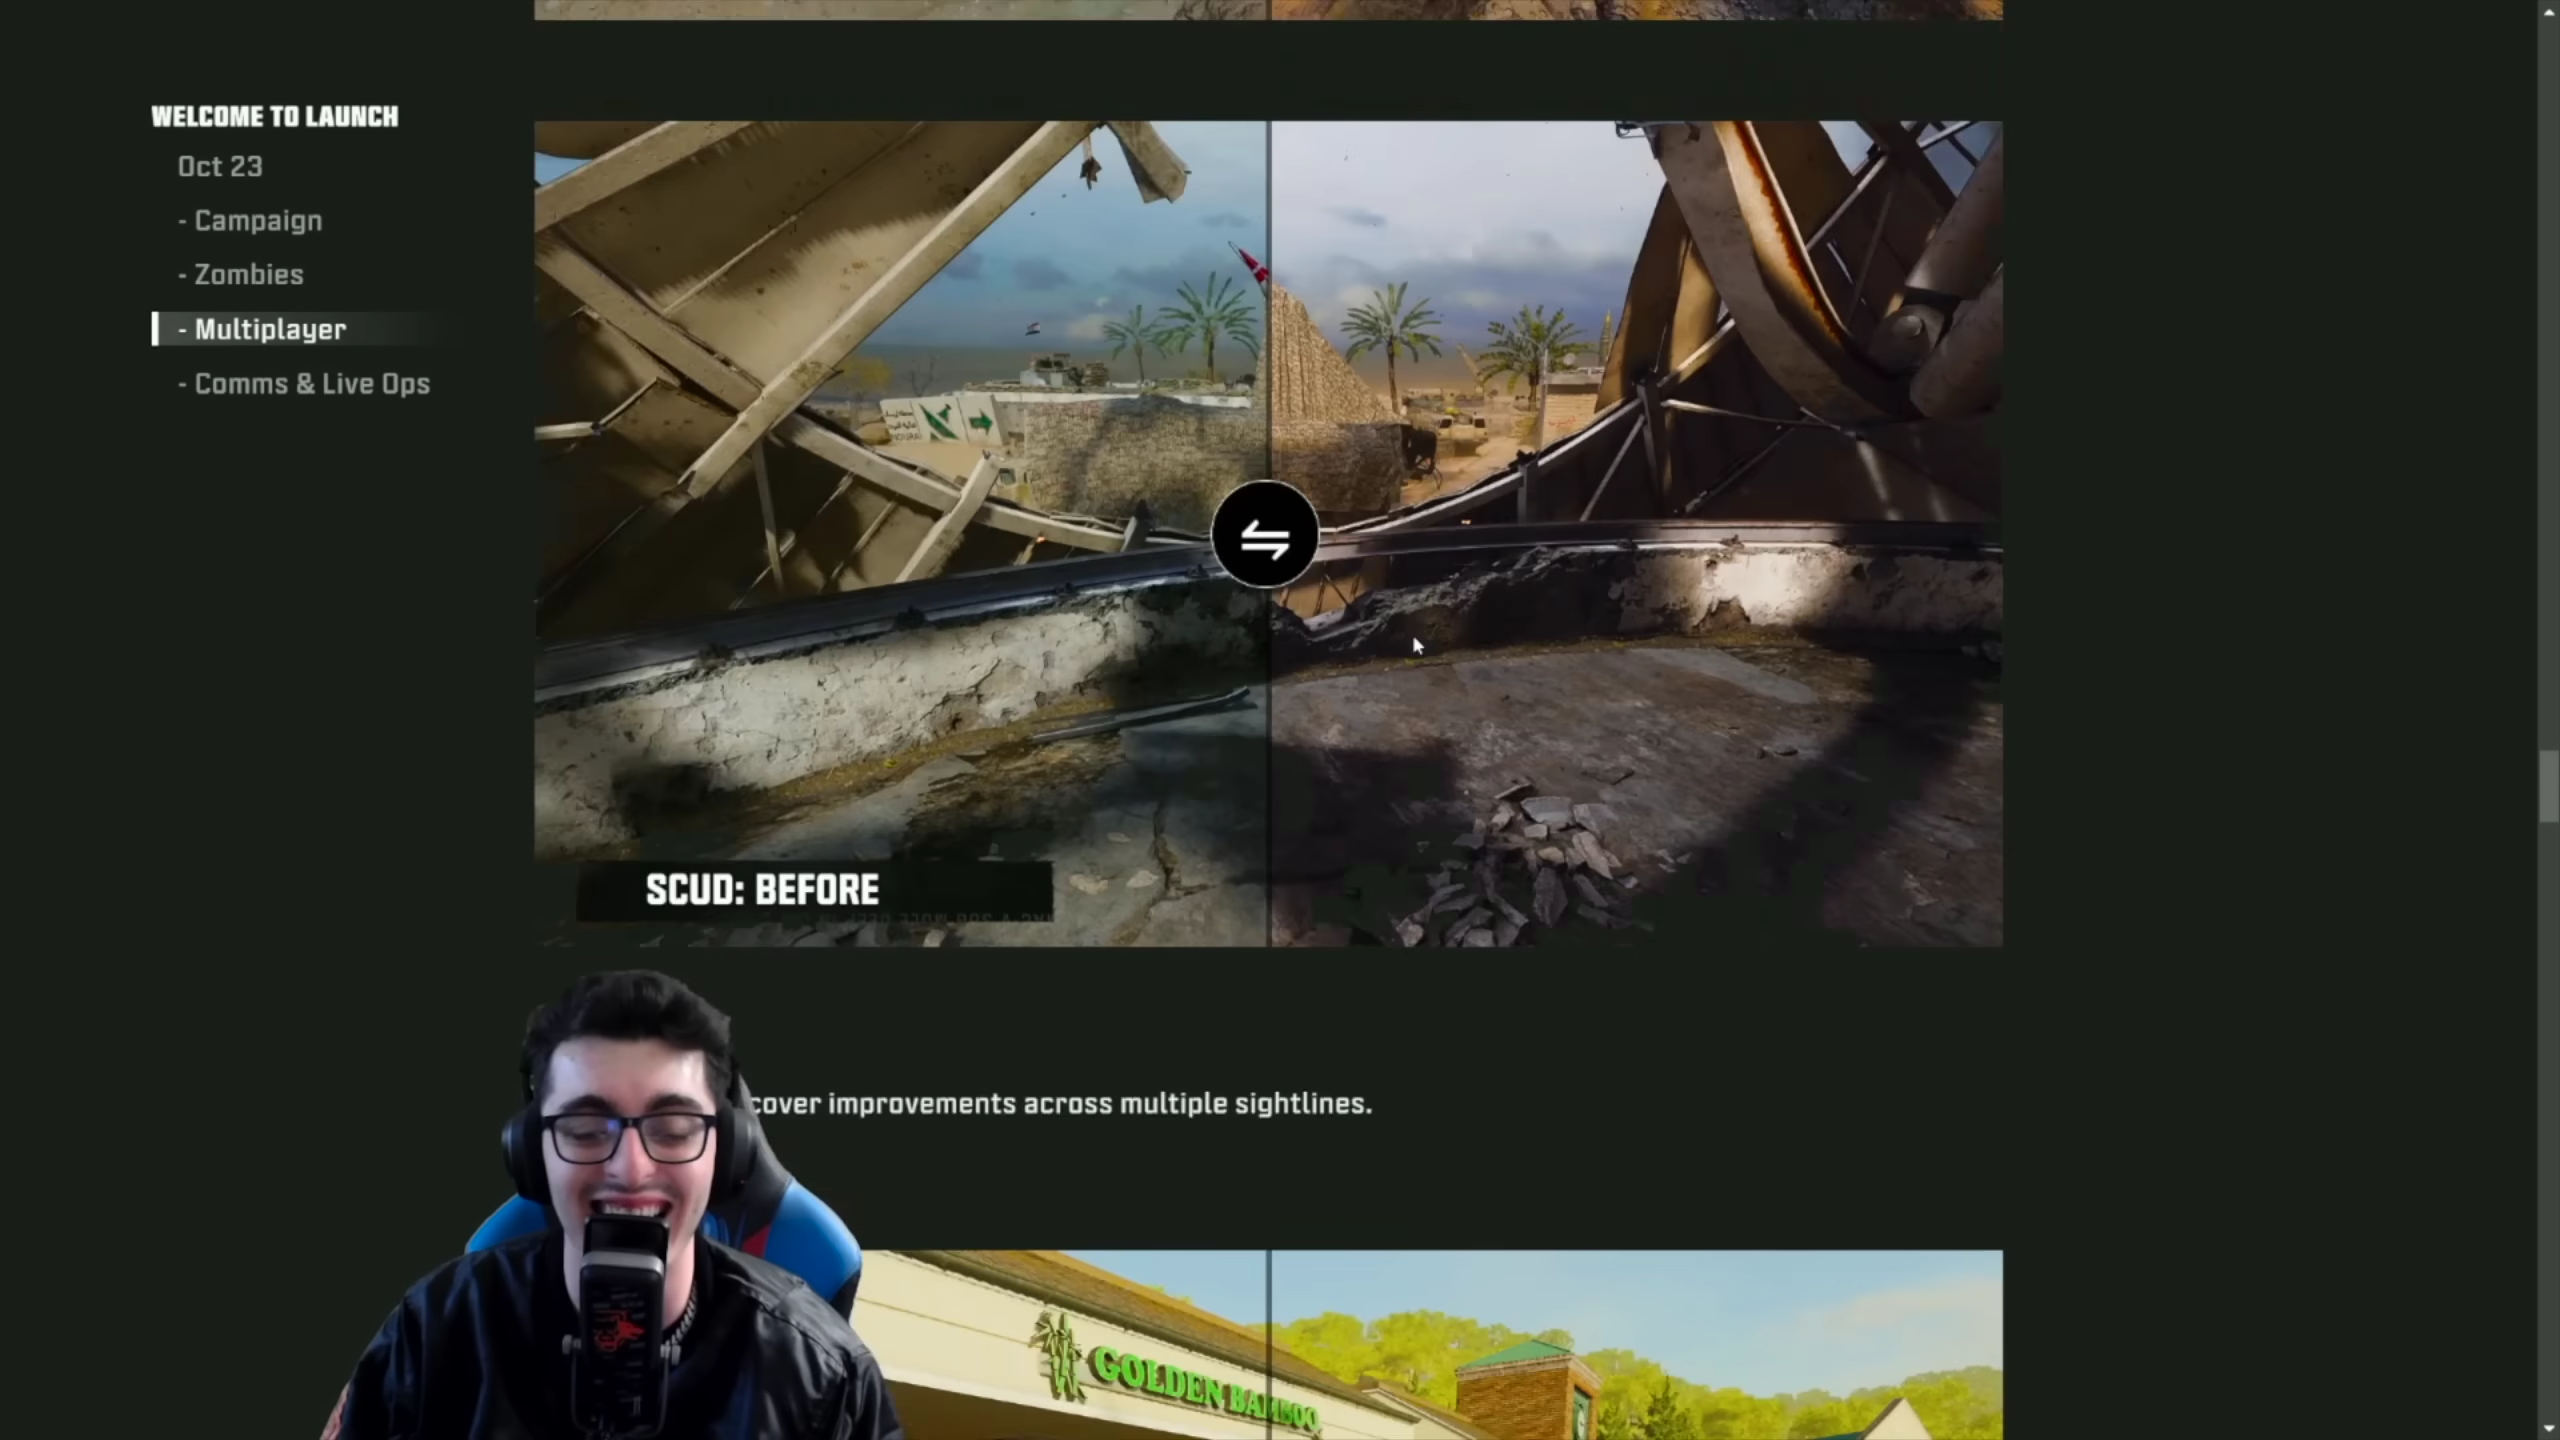 WELCOME TO LAUNCH
Oct 23
- Campaign
- Zombies
- Multiplayer
- Comms & Live Ops
SCUD: BEFORE
cover improvements across multiple sightlines.
GOLDEN BAMBOO